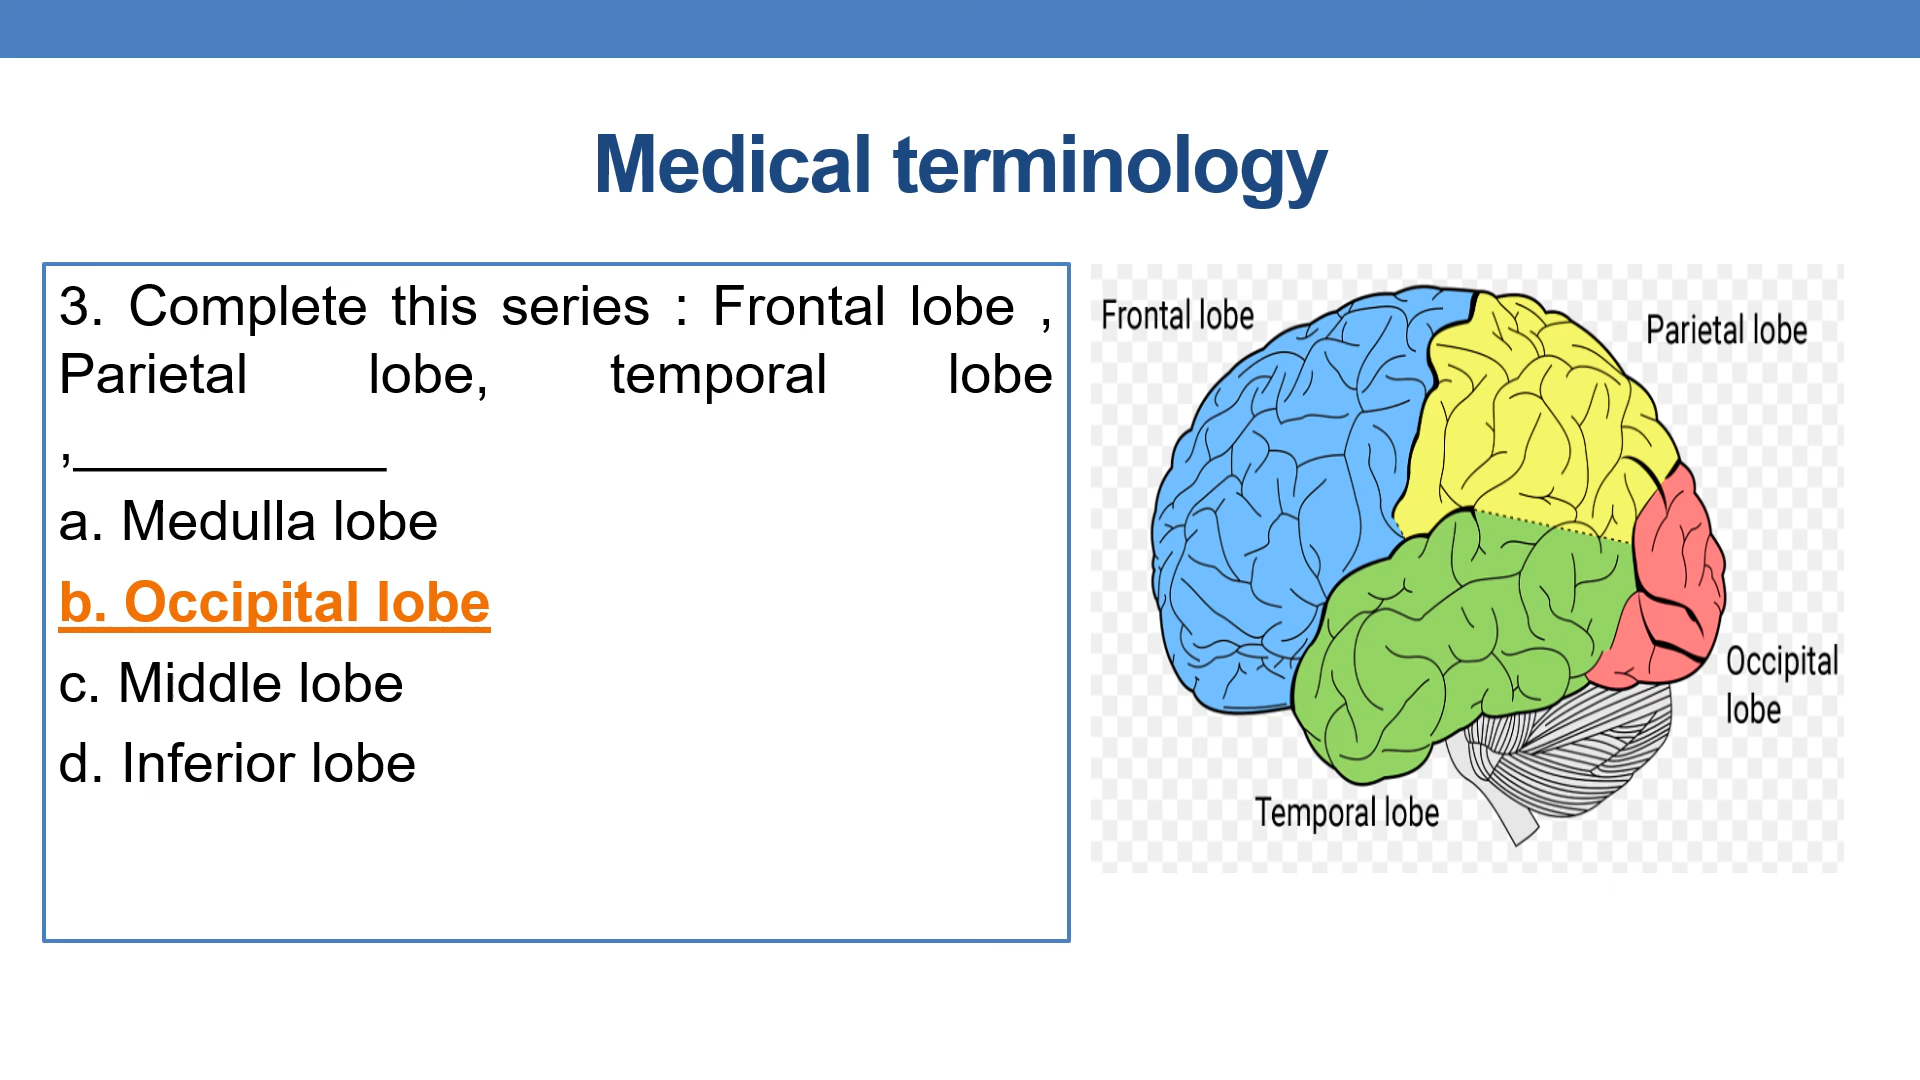 Medical terminology
3. Complete this series : Frontal lobe ,
Parietal lobe, temporal lobe
,__________
a. Medulla lobe
b. Occipital lobe
c. Middle lobe
d. Inferior lobe
Frontal lobe
Parietal lobe
Occipital
lobe
Temporal lobe